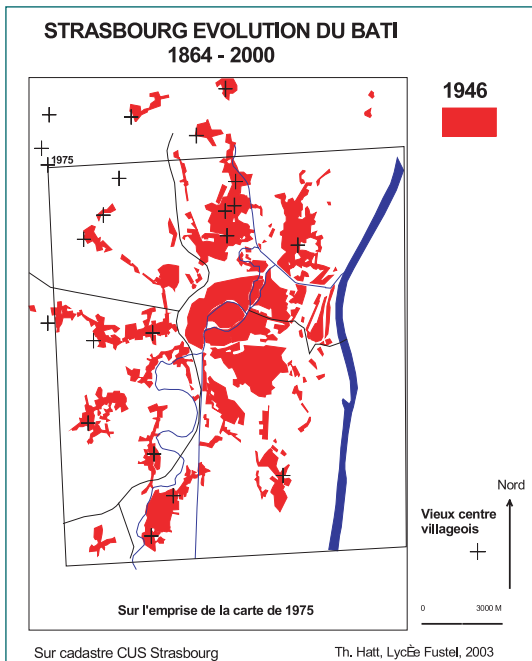 STRASBOURG EVOLUTION DU BATI
1864 - 2000
1946
1975
Nord
Vieux centre
villageois
Sur l'emprise de la carte de 1975
0 3000 M
Sur cadastre CUS Strasbourg
Th. Hatt, LycÈe Fustel, 2003